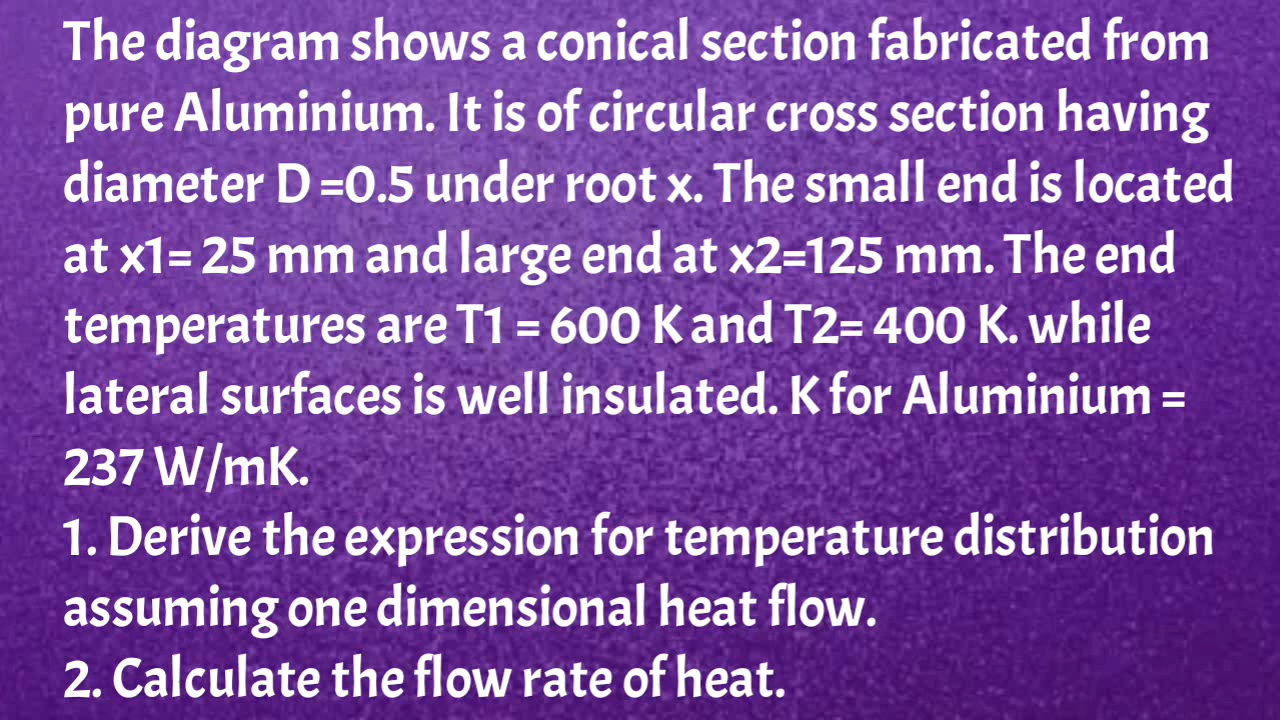 The diagram shows a conical section fabricated from
pure Aluminium. It is of circular cross section having
diameter D =0.5 under root x. The small end is located
at x1= 25 mm and large end at x2=125 mm. The end
temperatures are T1 = 600 K and T2= 400 K. while
lateral surfaces is well insulated. K for Aluminium =
237 W/mK.
1. Derive the expression for temperature distribution
assuming one dimensional heat flow.
2. Calculate the flow rate of heat.